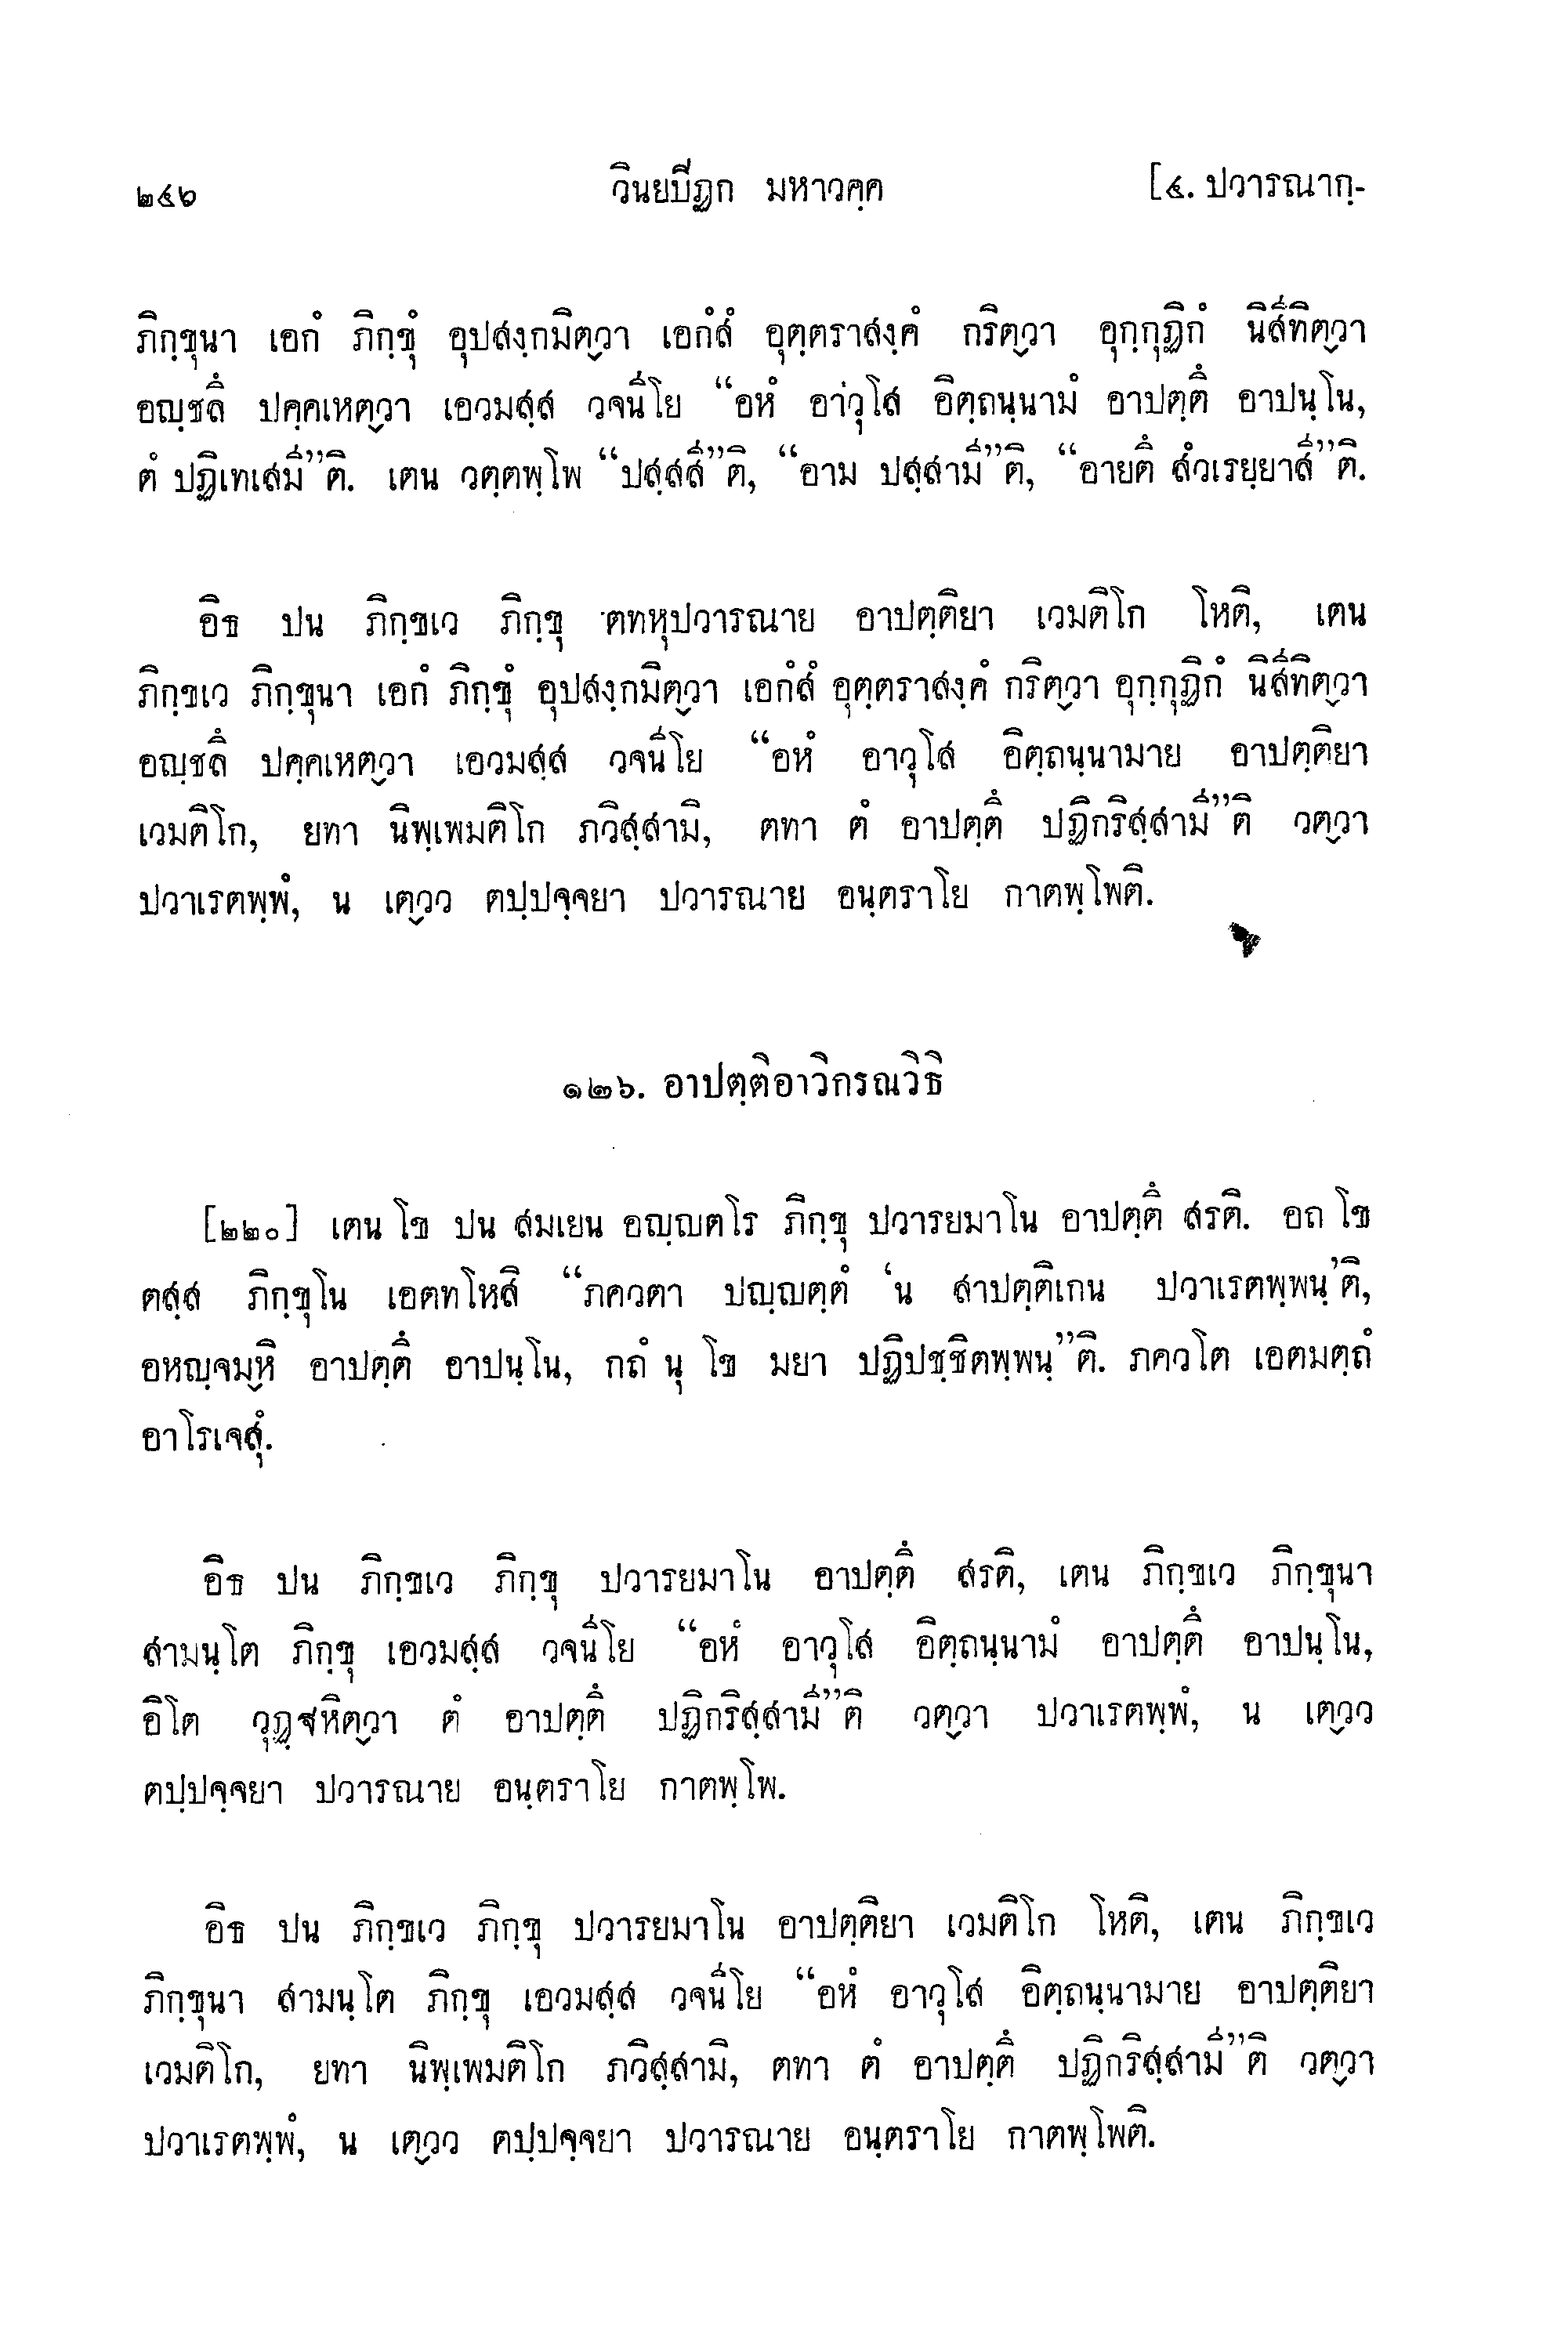 ๒๔๖ วินยปีฏก มหาวคฺค [๔. ปวารณากฺ-
ภิกฺขุนา เอกํ ภิกฺขุํ อุปสงฺกมิตฺวา เอกํสํ อุตฺตราสงฺคํ กริตฺวา อุกฺกุฏิกํ นิสีทิตฺวา
อญฺชลึ ปคฺคเหตฺวา เอวมสฺส วจนีโย “อหํ อาวุโส อิตฺถนฺนามํ อาปตฺตึ อาปนฺโน,
ตํ ปฏิเทเสมี”ติ. เตน วตฺตพฺโพ “ปสฺสสี”ติ, “อาม ปสฺสามี”ติ, “อายตึ สํวเรยฺยาสี”ติ.
อิธ ปน ภิกฺขเว ภิกฺขุ ตทหุปวารณาย อาปตฺติยา เวมติโก โหติ, เตน
ภิกฺขเว ภิกฺขุนา เอกํ ภิกฺขุํ อุปสงฺกมิตฺวา เอกํสํ อุตฺตราสงฺคํ กริตฺวา อุกฺกุฏิกํ นิสีทิตฺวา
อญฺชลึ ปคฺคเหตฺวา เอวมสฺส วจนีโย “อหํ อาวุโส อิตฺถนฺนามาย อาปตฺติยา
เวมติโก, ยทา นิพฺเพมติโก ภวิสฺสามิ, ตทา ตํ อาปตฺตึ ปฏิกริสฺสามี”ติ วตฺวา
ปวาเรตพฺพํ, น เตฺวว ตปฺปจฺจยา ปวารณาย อนฺตราโย กาตพฺโพติ.
๑๒๖. อาปตฺติอาวิกรณวิธิ
[๒๒๐] เตน โข ปน สมเยน อญฺญตโร ภิกฺขุ ปวารยมาโน อาปตฺตึ สรติ. อถ โข
ตสฺส ภิกฺขุโน เอตทโหสิ “ภควตา ปญฺญตฺตํ ‘น สาปตฺติเกน ปวาเรตพฺพนฺ’ติ,
อหญฺจมฺหิ อาปตฺตึ อาปนฺโน, กถํ นุ โข มยา ปฏิปชฺชิตพฺพนฺ”ติ. ภควโต เอตมตฺถํ
อาโรเจสุํ.
อิธ ปน ภิกฺขเว ภิกฺขุ ปวารยมาโน อาปตฺตึ สรติ, เตน ภิกฺขเว ภิกฺขุนา
สามนฺโต ภิกฺขุ เอวมสฺส วจนีโย “อหํ อาวุโส อิตฺถนฺนามํ อาปตฺตึ อาปนฺโน,
อิโต วุฏฺฐหิตฺวา ตํ อาปตฺตึ ปฏิกริสฺสามี”ติ วตฺวา ปวาเรตพฺพํ, น เตฺวว
ตปฺปจฺจยา ปวารณาย อนฺตราโย กาตพฺโพ.
อิธ ปน ภิกฺขเว ภิกฺขุ ปวารยมาโน อาปตฺติยา เวมติโก โหติ, เตน ภิกฺขเว
ภิกฺขุนา สามนฺโต ภิกฺขุ เอวมสฺส วจนีโย “อหํ อาวุโส อิตฺถนฺนามาย อาปตฺติยา
เวมติโก, ยทา นิพฺเพมติโก ภวิสฺสามิ, ตทา ตํ อาปตฺตึ ปฏิกริสฺสามี”ติ วตฺวา
ปวาเรตพฺพํ, น เตฺวว ตปฺปจฺจยา ปวารณาย อนฺตราโย กาตพฺโพติ.